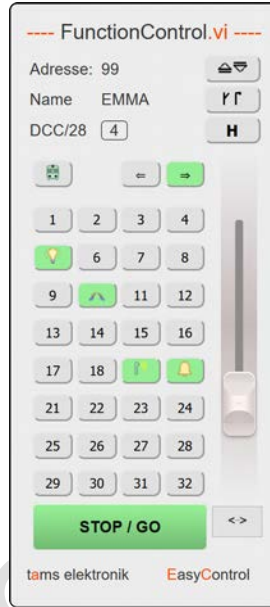 ---- FunctionControl.vi ----
Adresse: 99
Name EMMA
DCC/28 4
H
1 2 3 4
6 7 8
9 11 12
13 14 15 16
17 18
21 22 23 24
25 26 27 28
29 30 31 32
STOP / GO
<·>
tams elektronik EasyControl